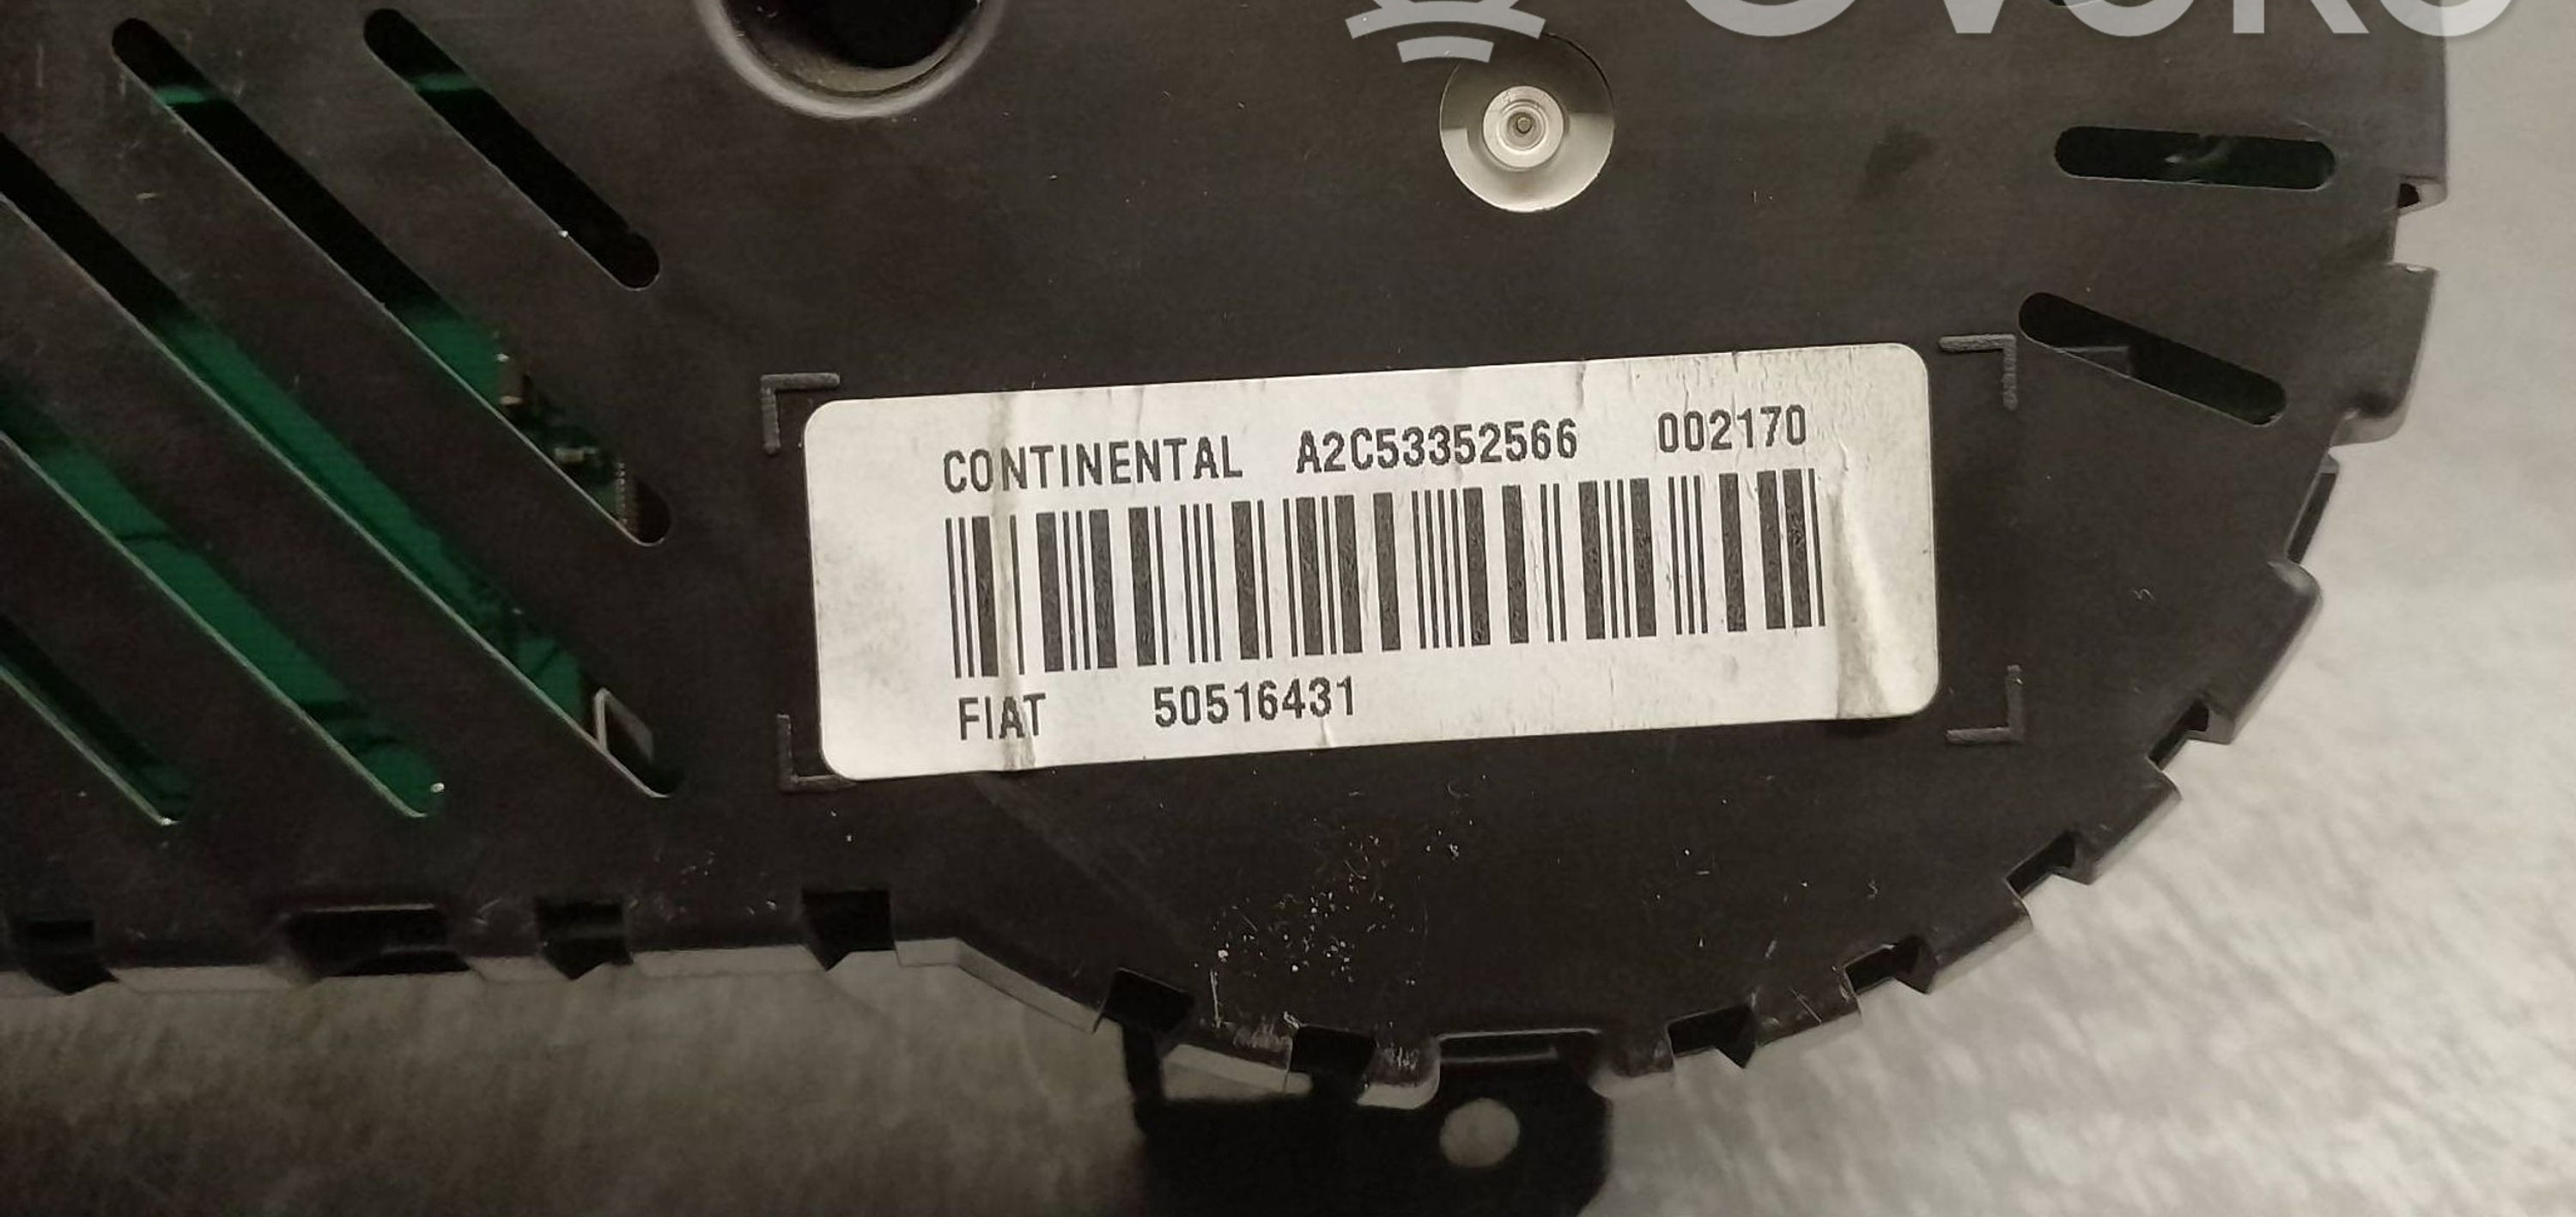 CONTINENTAL A2C53352566 002170
FIAT 50516431